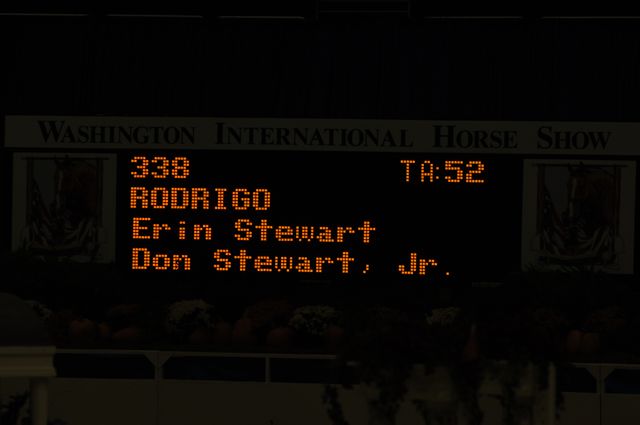 WASHINGTON INTERNATIONAL HORSE SHOW
338 TA:52
RODRIGO
Erin Stewart
Don Stewart, Jr.